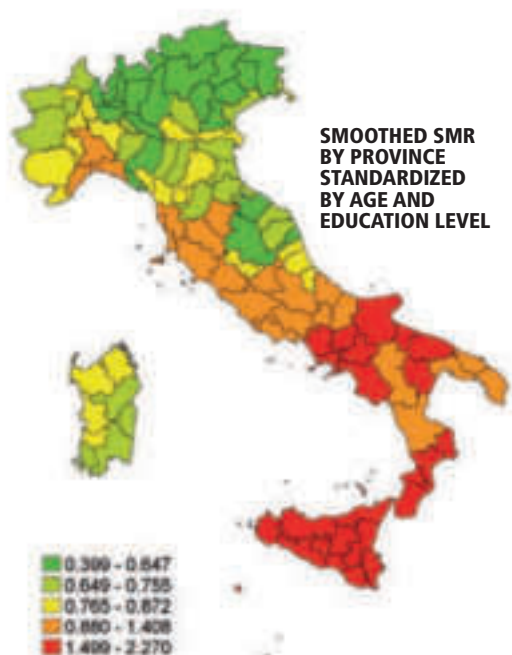 SMOOTHED SMR
BY PROVINCE
STANDARDIZED
BY AGE AND
EDUCATION LEVEL
0.399 - 0.647
0.649 - 0.755
0.765 - 0.872
0.880 - 1.408
1.499 - 2.270